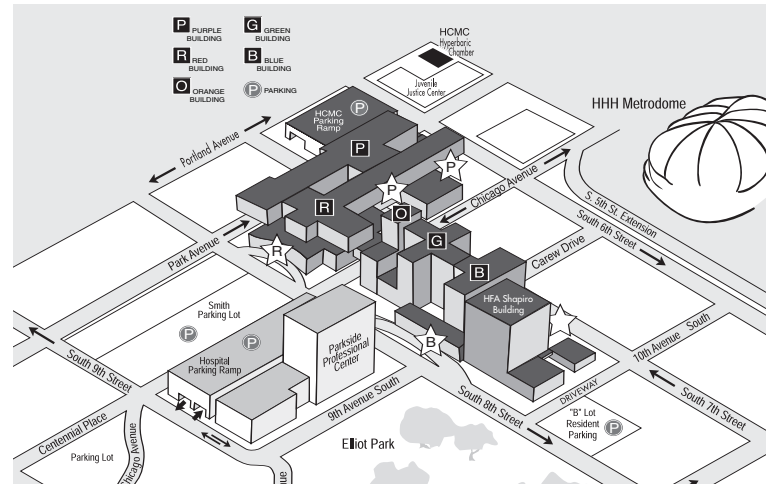 P PURPLE
BUILDING
G GREEN
BUILDING
R RED
BUILDING
B BLUE
BUILDING
O ORANGE
BUILDING
P PARKING
HCMC
Hyperbaric
Chamber
Juvenile
Justice Center
HHH Metrodome
HCMC
Parking
Ramp
P
Portland Avenue
P
P
P
Chicago Avenue
S. 5th St. Extension
South 6th Street
R
O
G
B
Carew Drive
Park Avenue
R
HFA Shapiro
Building
Smith
Parking Lot
P
P
Hospital
Parking Ramp
Parkside
Professional
Center
B
10th Avenue South
South 9th Street
9th Avenue South
South 8th Street
DRIVEWAY
South 7th Street
"B" Lot
Resident
Parking
P
Centennial Place
Parking Lot
Chicago Avenue
Elliot Park